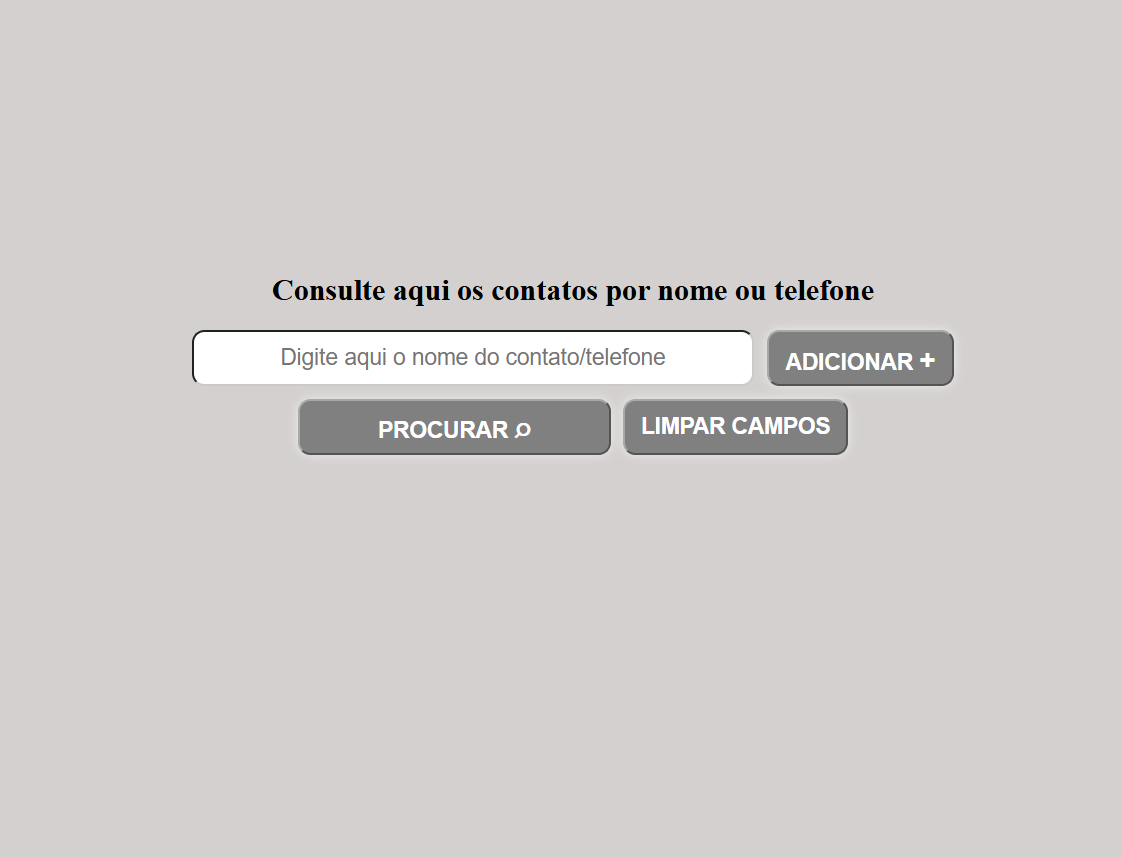 Consulte aqui os contatos por nome ou telefone
Digite aqui o nome do contato/telefone
ADICIONAR +
PROCURAR ⌕
LIMPAR CAMPOS